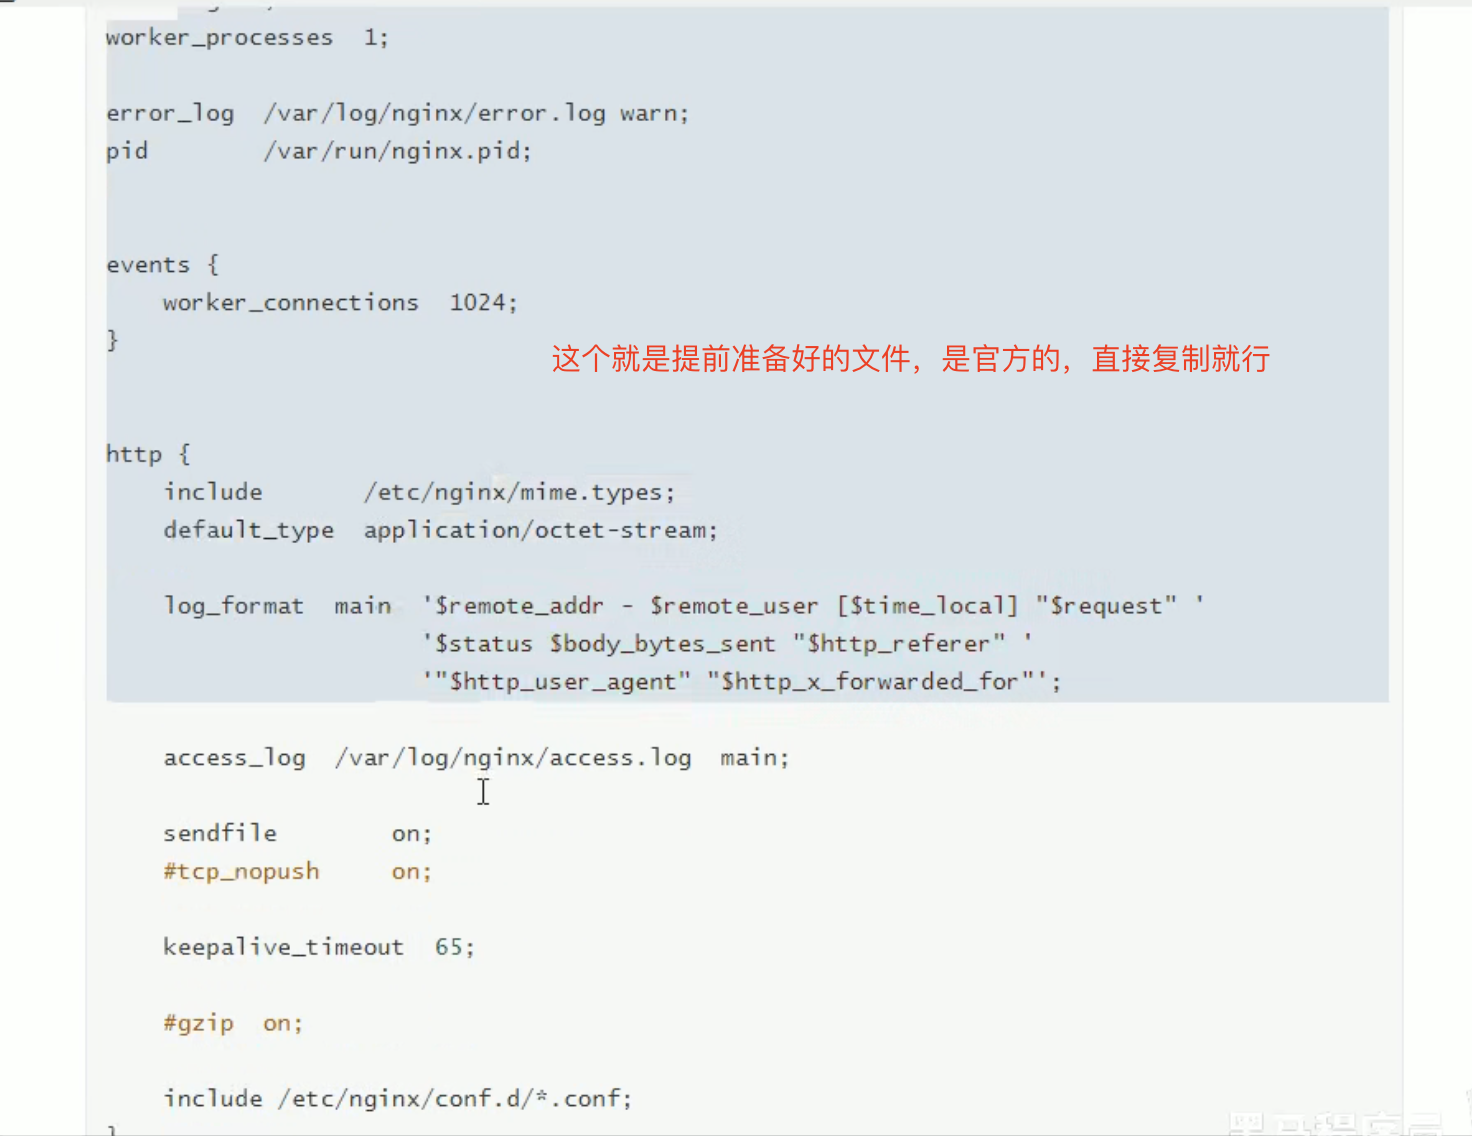 worker_processes  1;
error_log  /var/log/nginx/error.log warn;
pid        /var/run/nginx.pid;
events {
    worker_connections  1024;
}
这个就是提前准备好的文件，是官方的，直接复制就行
http {
    include       /etc/nginx/mime.types;
    default_type  application/octet-stream;
    log_format  main  '$remote_addr - $remote_user [$time_local] "$request" '
                      '$status $body_bytes_sent "$http_referer" '
                      '"$http_user_agent" "$http_x_forwarded_for"';
    access_log  /var/log/nginx/access.log  main;
    sendfile        on;
    #tcp_nopush     on;
    keepalive_timeout  65;
    #gzip  on;
    include /etc/nginx/conf.d/*.conf;
}